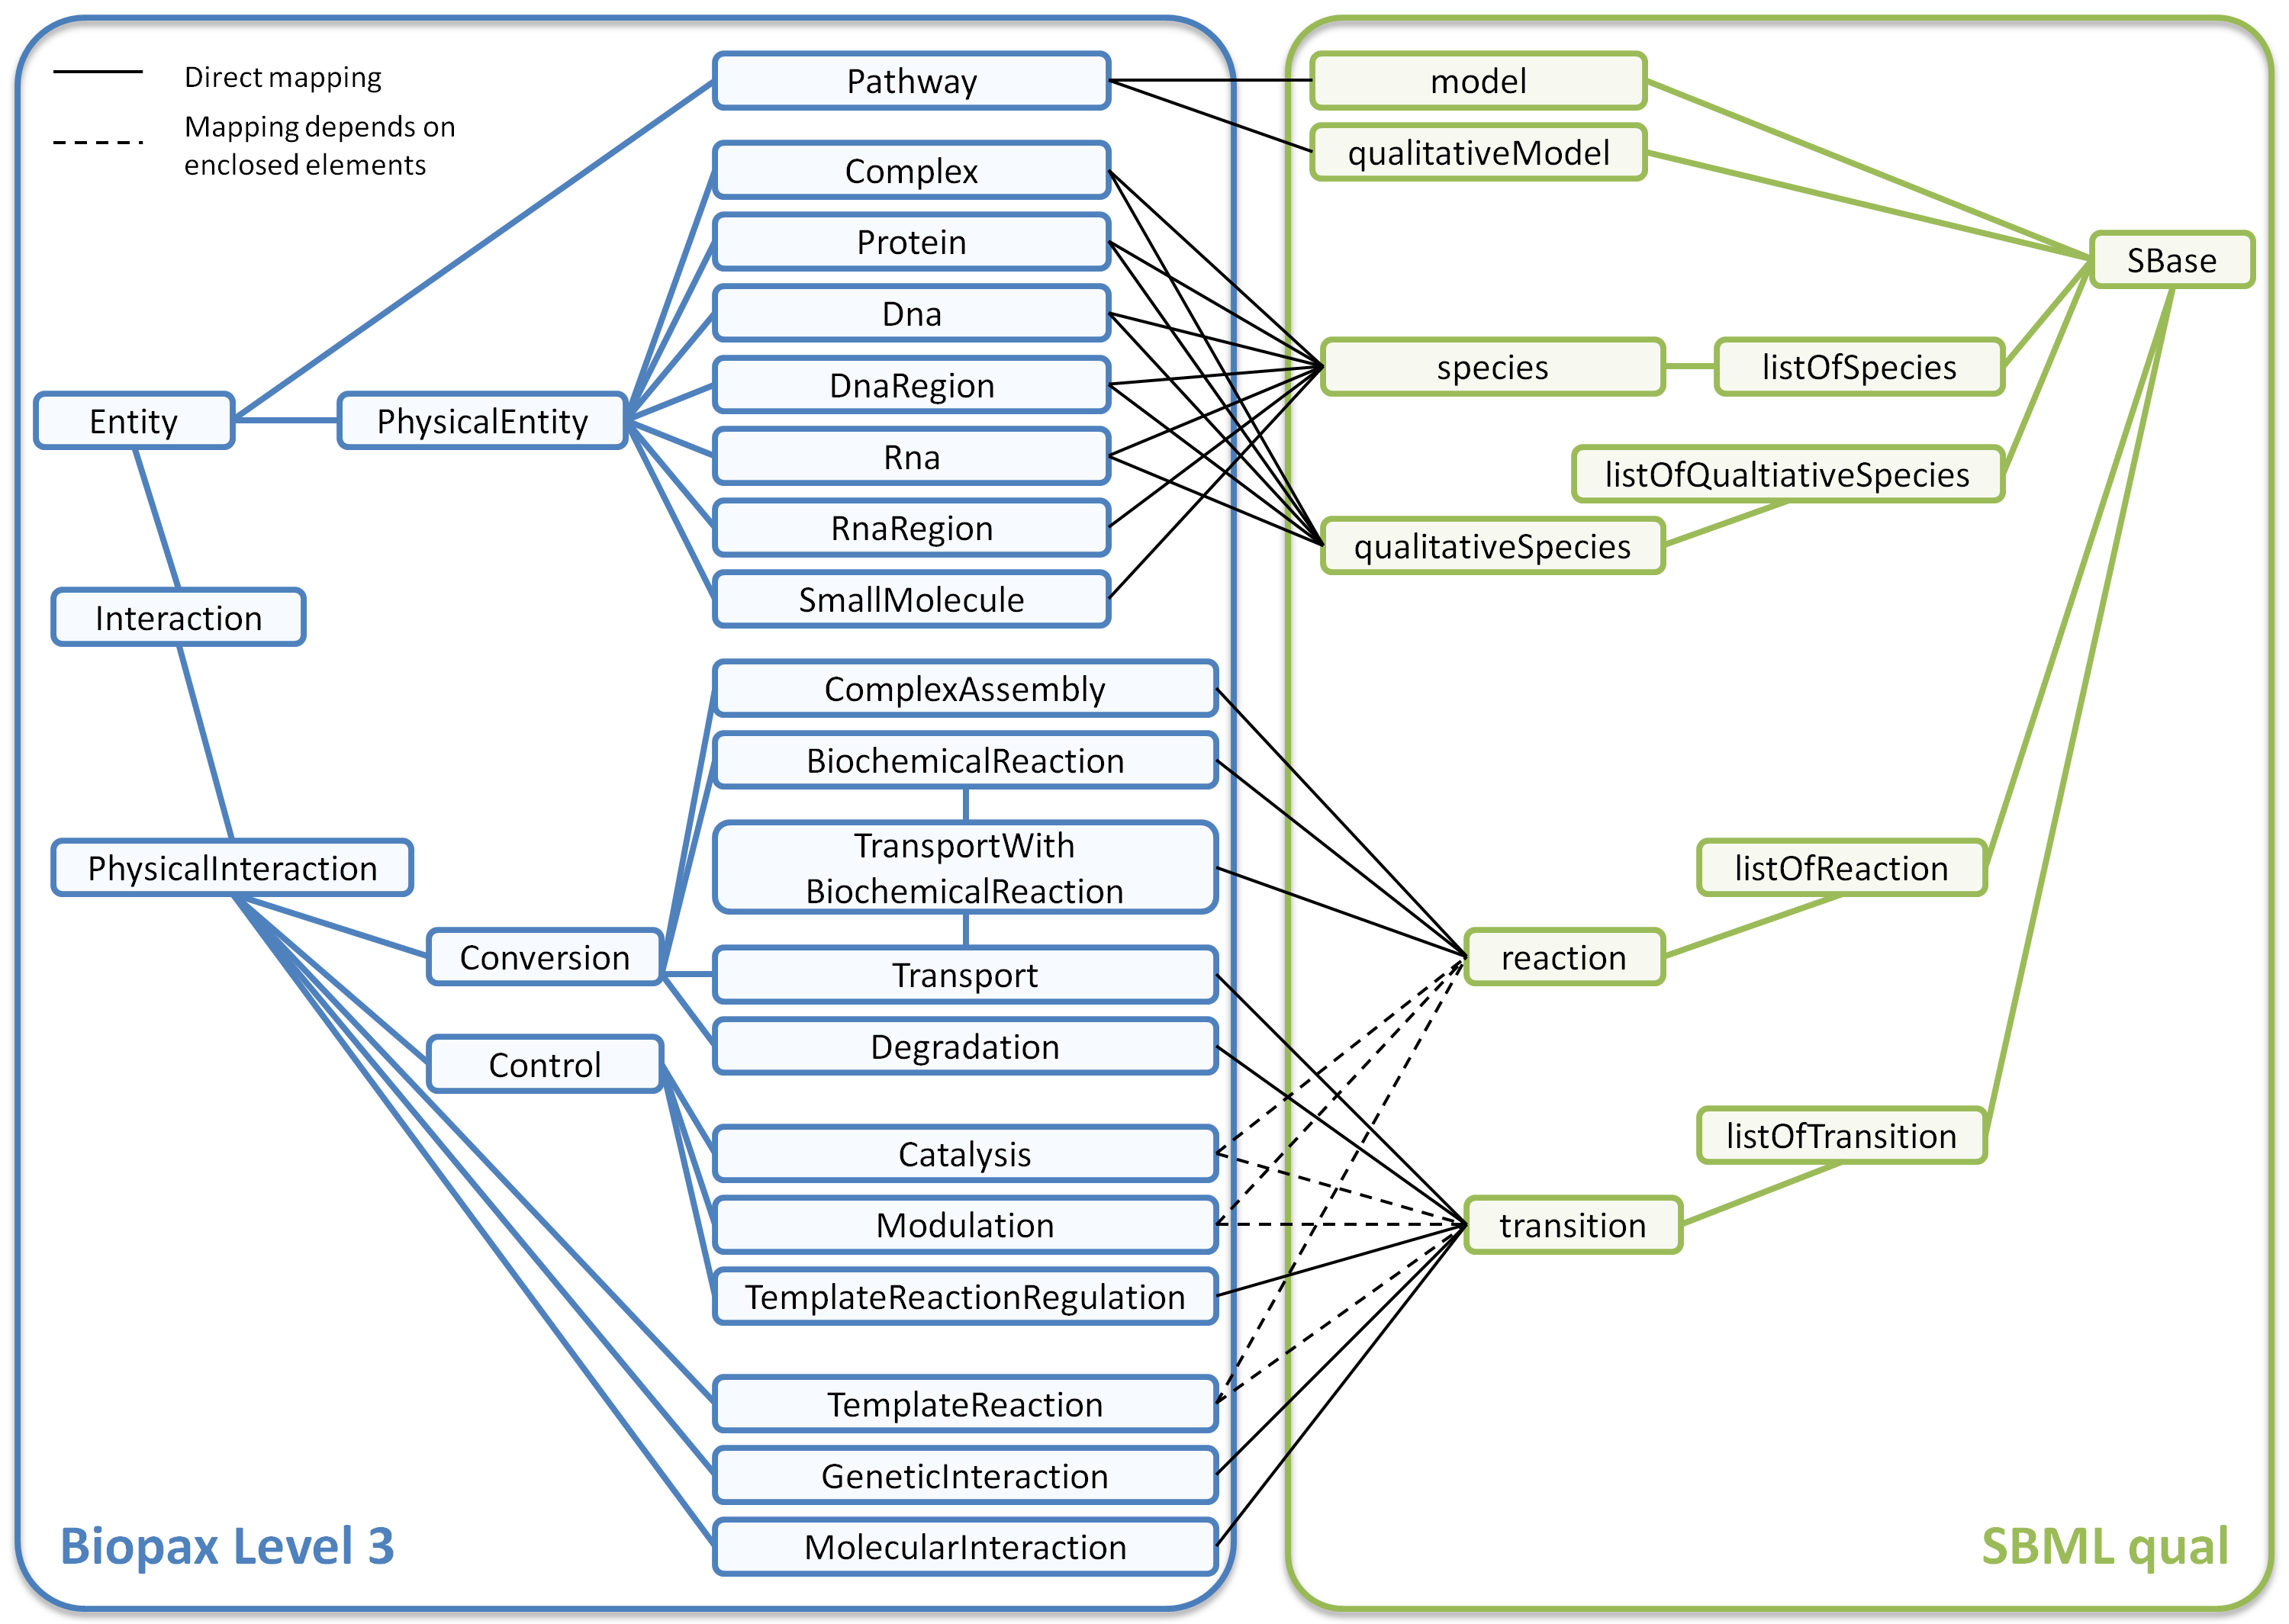 Direct mapping
Mapping depends on
enclosed elements
Pathway
Complex
Protein
Dna
DnaRegion
Rna
RnaRegion
SmallMolecule
Entity
PhysicalEntity
Interaction
PhysicalInteraction
Conversion
Control
ComplexAssembly
BiochemicalReaction
TransportWith
BiochemicalReaction
Transport
Degradation
Catalysis
Modulation
TemplateReactionRegulation
TemplateReaction
GeneticInteraction
MolecularInteraction
Biopax Level 3
model
qualitativeModel
SBase
species
listOfSpecies
listOfQualtiativeSpecies
qualitativeSpecies
listOfReaction
reaction
listOfTransition
transition
SBML qual